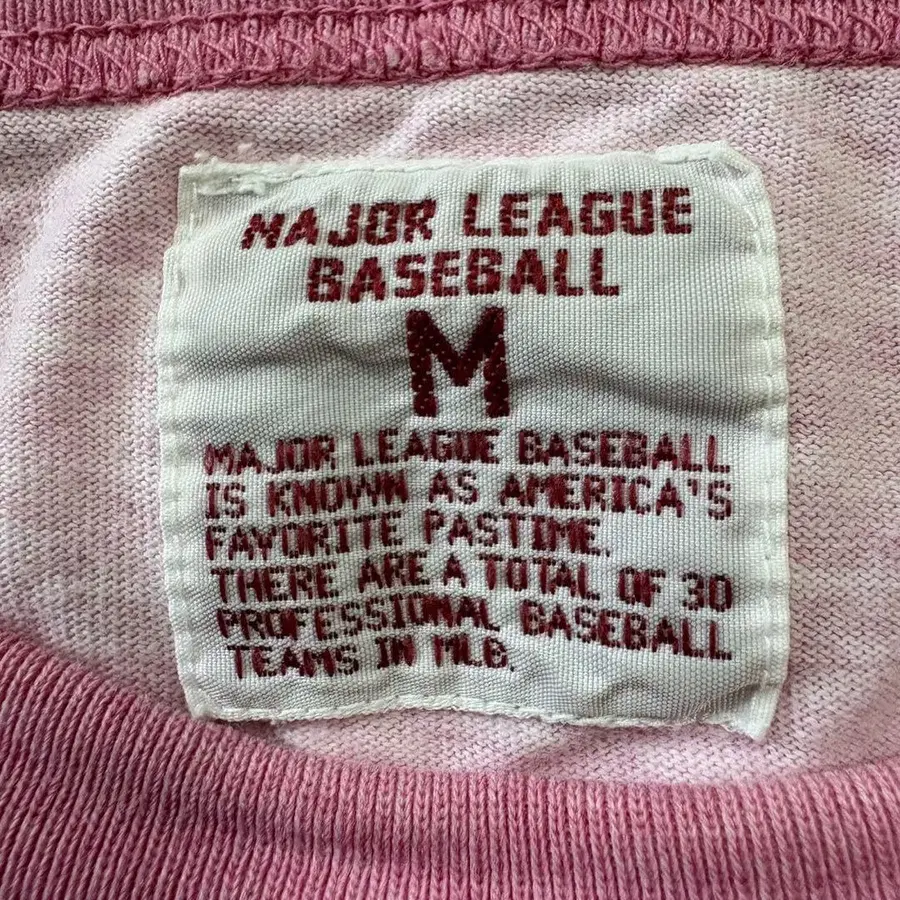 MAJOR LEAGUE
BASEBALL
M
MAJOR LEAGUE BASEBALL
IS KNOWN AS AMERICA'S
FAVORITE PASTIME.
THERE ARE A TOTAL OF 30
PROFESSIONAL BASEBALL
TEAMS IN MLB.